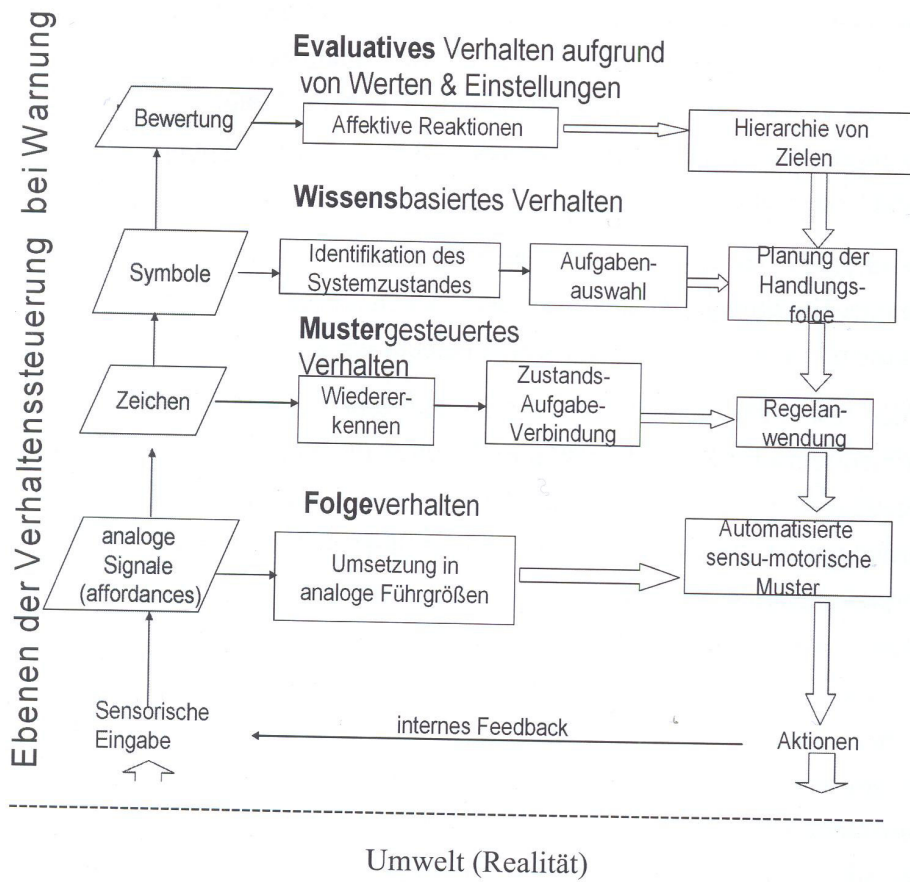 Ebenen der Verhaltenssteuerung bei Warnung
Evaluatives Verhalten aufgrund
von Werten & Einstellungen
Bewertung
Affektive Reaktionen
Hierarchie von
Zielen
Wissensbasiertes Verhalten
Symbole
Identifikation des
Systemzustandes
Aufgaben-
auswahl
Planung der
Handlungs-
folge
Mustergesteuertes
Verhalten
Zeichen
Wiederer-
kennen
Zustands-
Aufgabe-
Verbindung
Regelan-
wendung
Folgeverhalten
analoge
Signale
(affordances)
Umsetzung in
analoge Führgrößen
Automatisierte
sensu-motorische
Muster
Sensorische
Eingabe
internes Feedback
Aktionen
Umwelt (Realität)